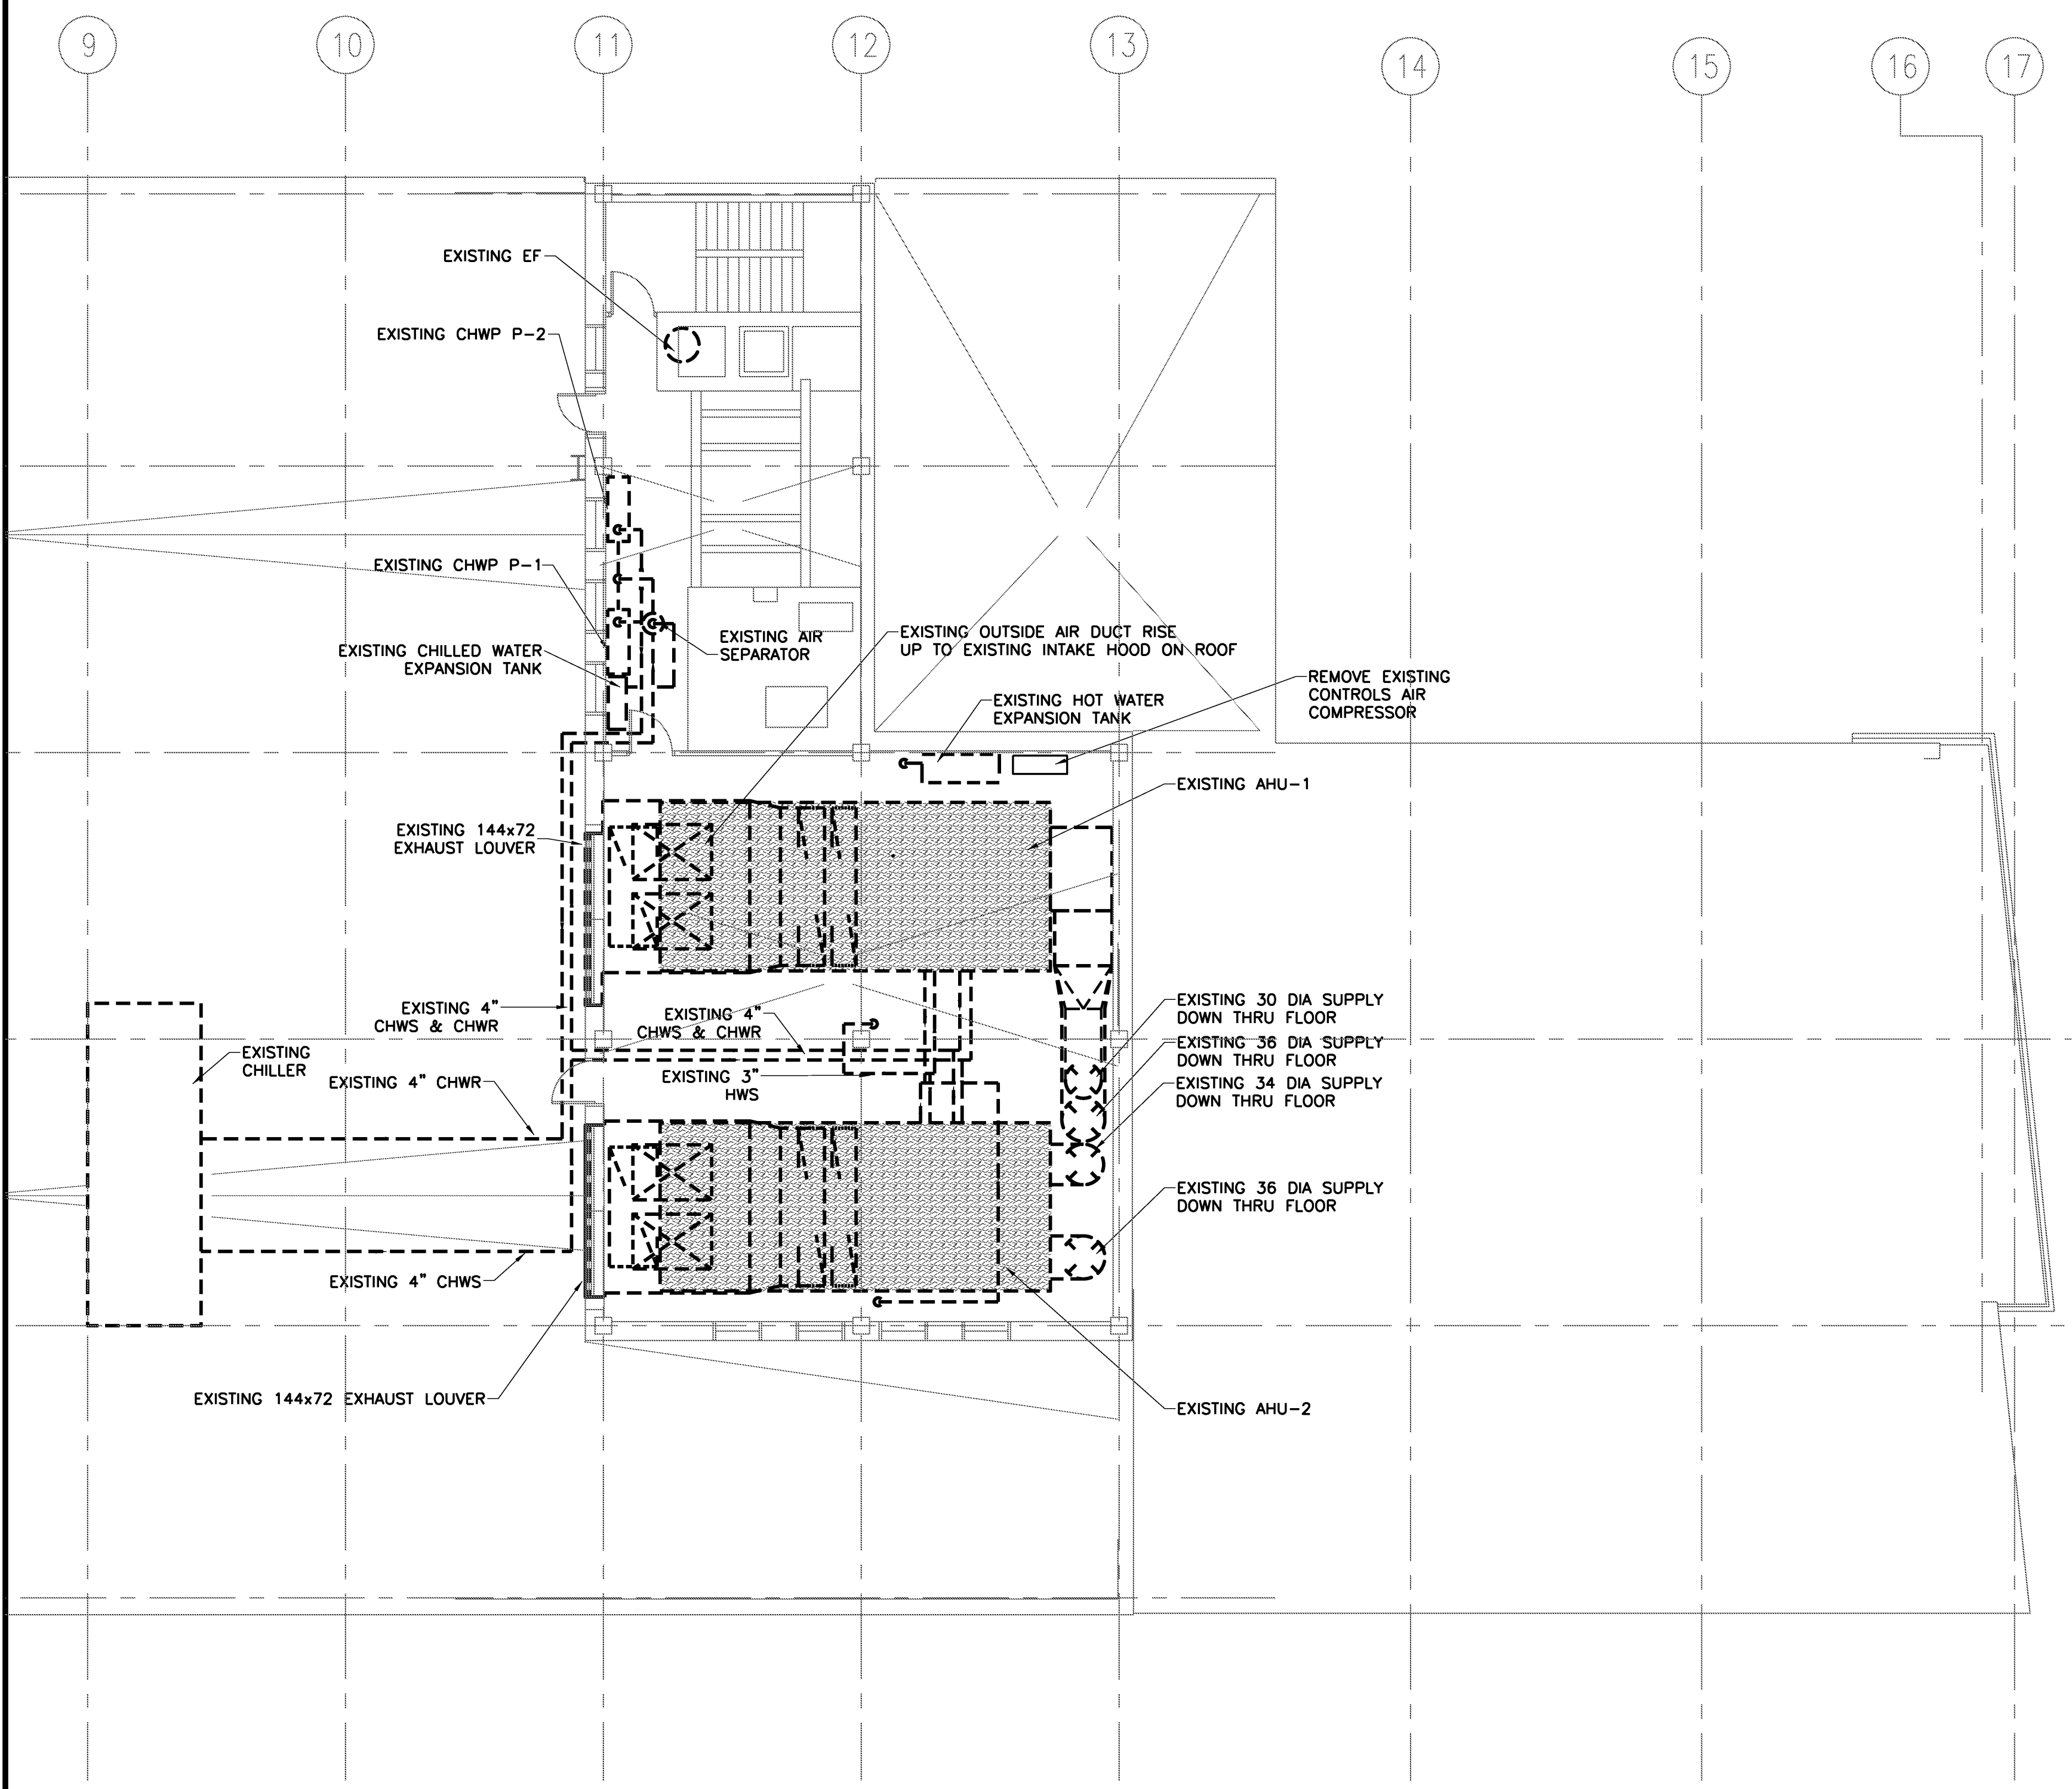 9
10
11
12
13
14
15
16
17
EXISTING EF
EXISTING CHWP P-2
EXISTING CHWP P-1
EXISTING AIR
SEPARATOR
EXISTING OUTSIDE AIR DUCT RISE
UP TO EXISTING INTAKE HOOD ON ROOF
EXISTING CHILLED WATER
EXPANSION TANK
REMOVE EXISTING
CONTROLS AIR
COMPRESSOR
EXISTING HOT WATER
EXPANSION TANK
EXISTING AHU-1
EXISTING 144x72
EXHAUST LOUVER
EXISTING 4"
CHWS & CHWR
EXISTING 4"
CHWS & CHWR
EXISTING 30 DIA SUPPLY
DOWN THRU FLOOR
EXISTING 36 DIA SUPPLY
DOWN THRU FLOOR
EXISTING
CHILLER
EXISTING 4" CHWR
EXISTING 3"
HWS
EXISTING 34 DIA SUPPLY
DOWN THRU FLOOR
EXISTING 36 DIA SUPPLY
DOWN THRU FLOOR
EXISTING 4" CHWS
EXISTING 144x72 EXHAUST LOUVER
EXISTING AHU-2